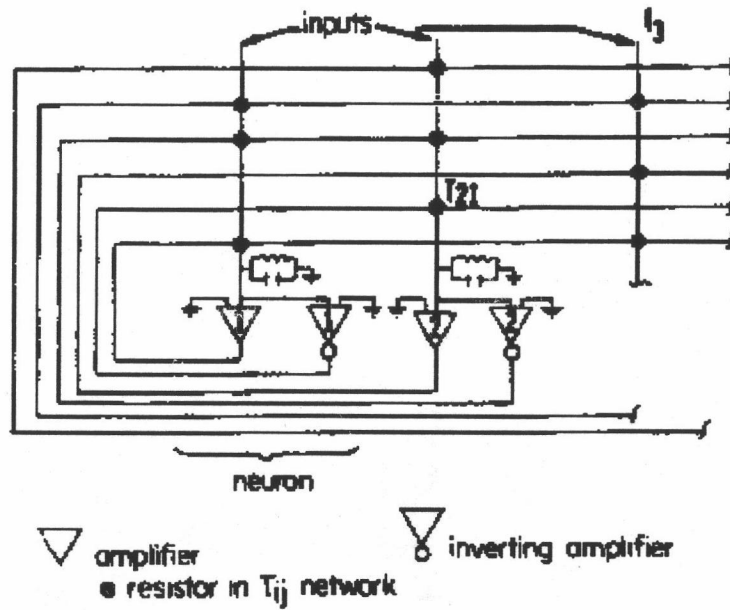 inputs
I3
T21
neuron
amplifier
inverting amplifier
resistor in Tij network